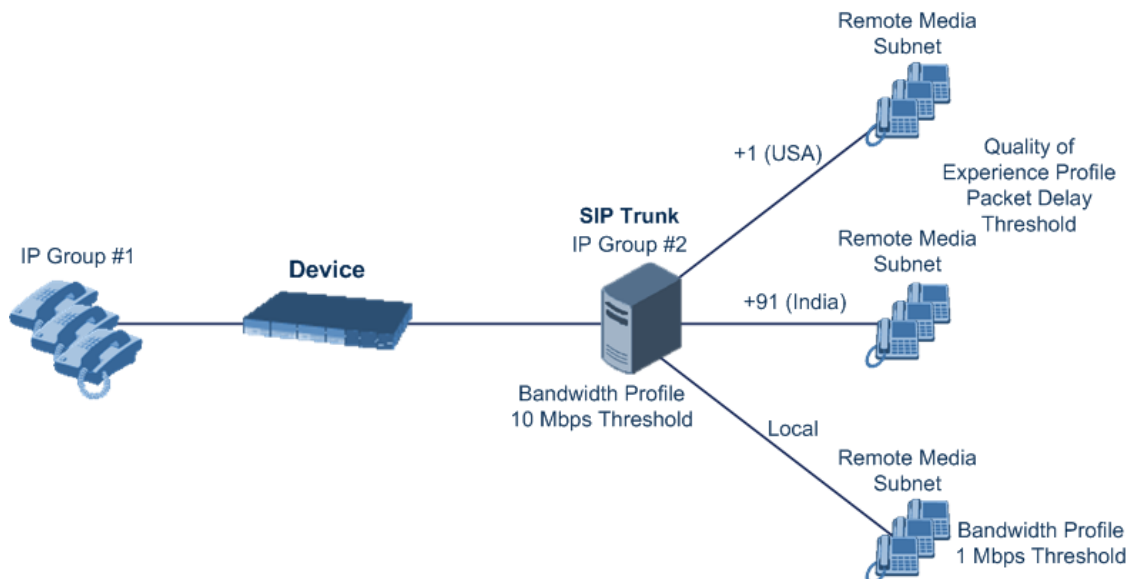 Remote Media
Subnet
+1 (USA)
Quality of
Experience Profile
Packet Delay
Threshold
SIP Trunk
IP Group #2
IP Group #1
Device
Remote Media
Subnet
+91 (India)
Bandwidth Profile
10 Mbps Threshold
Local
Remote Media
Subnet
Bandwidth Profile
1 Mbps Threshold